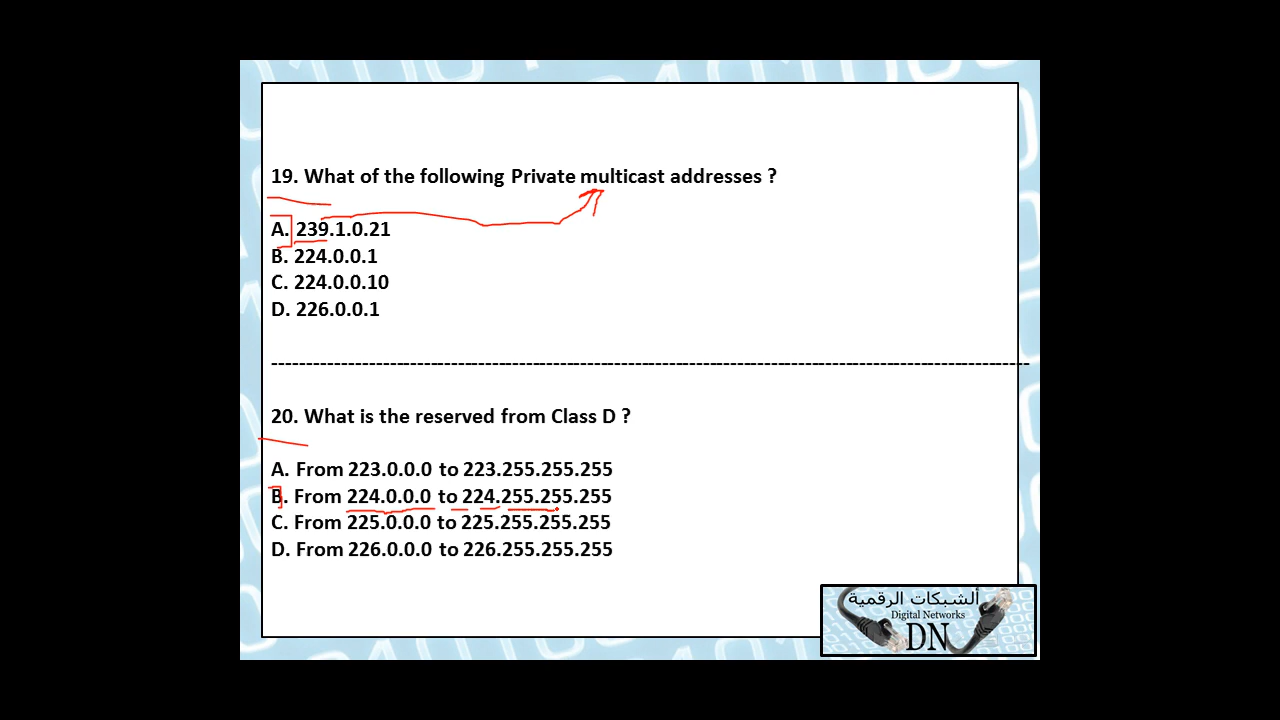 19. What of the following Private multicast addresses ?
A. 239.1.0.21
B. 224.0.0.1
C. 224.0.0.10
D. 226.0.0.1
--------------------------------------------------------------------------------------------------------------
20. What is the reserved from Class D ?
A. From 223.0.0.0 to 223.255.255.255
B. From 224.0.0.0 to 224.255.255.255
C. From 225.0.0.0 to 225.255.255.255
D. From 226.0.0.0 to 226.255.255.255
ألشبكات الرقمية
Digital Networks
DN